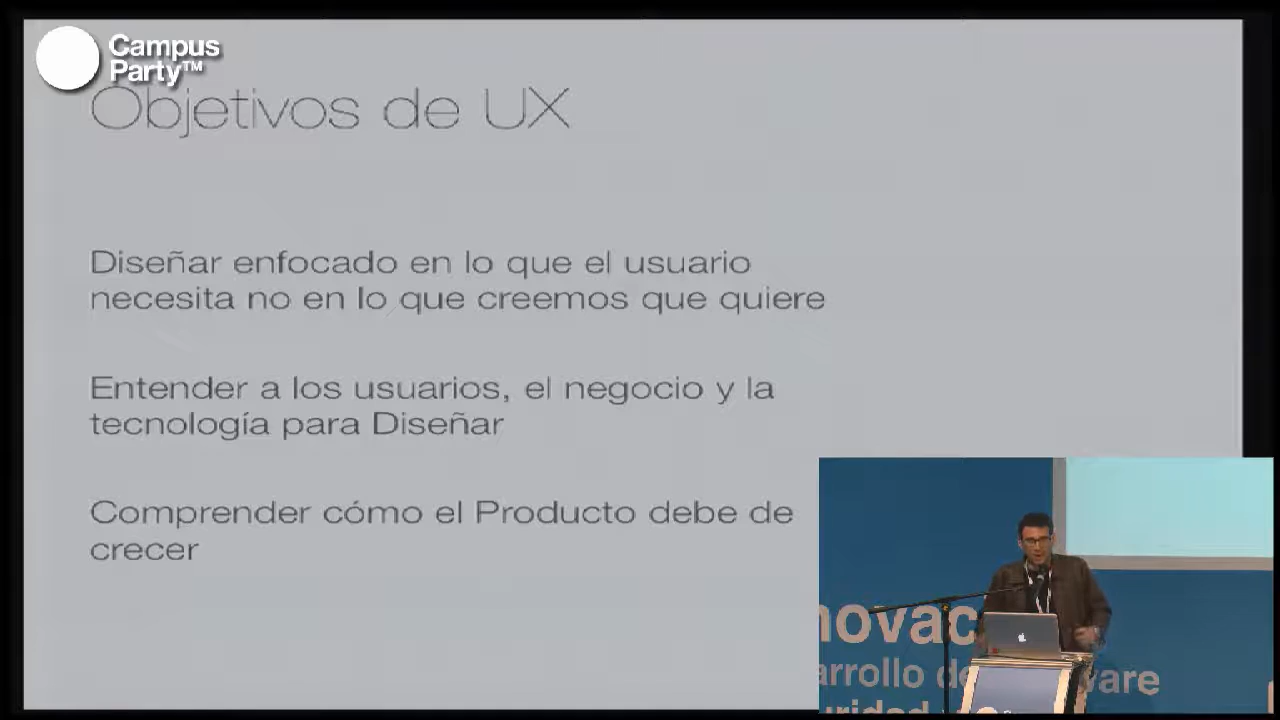 Campus
Party™
Objetivos de UX
Diseñar enfocado en lo que el usuario
necesita no en lo que creemos que quiere
Entender a los usuarios, el negocio y la
tecnología para Diseñar
Comprender cómo el Producto debe de
crecer
novac
arrollo de ware
uridad